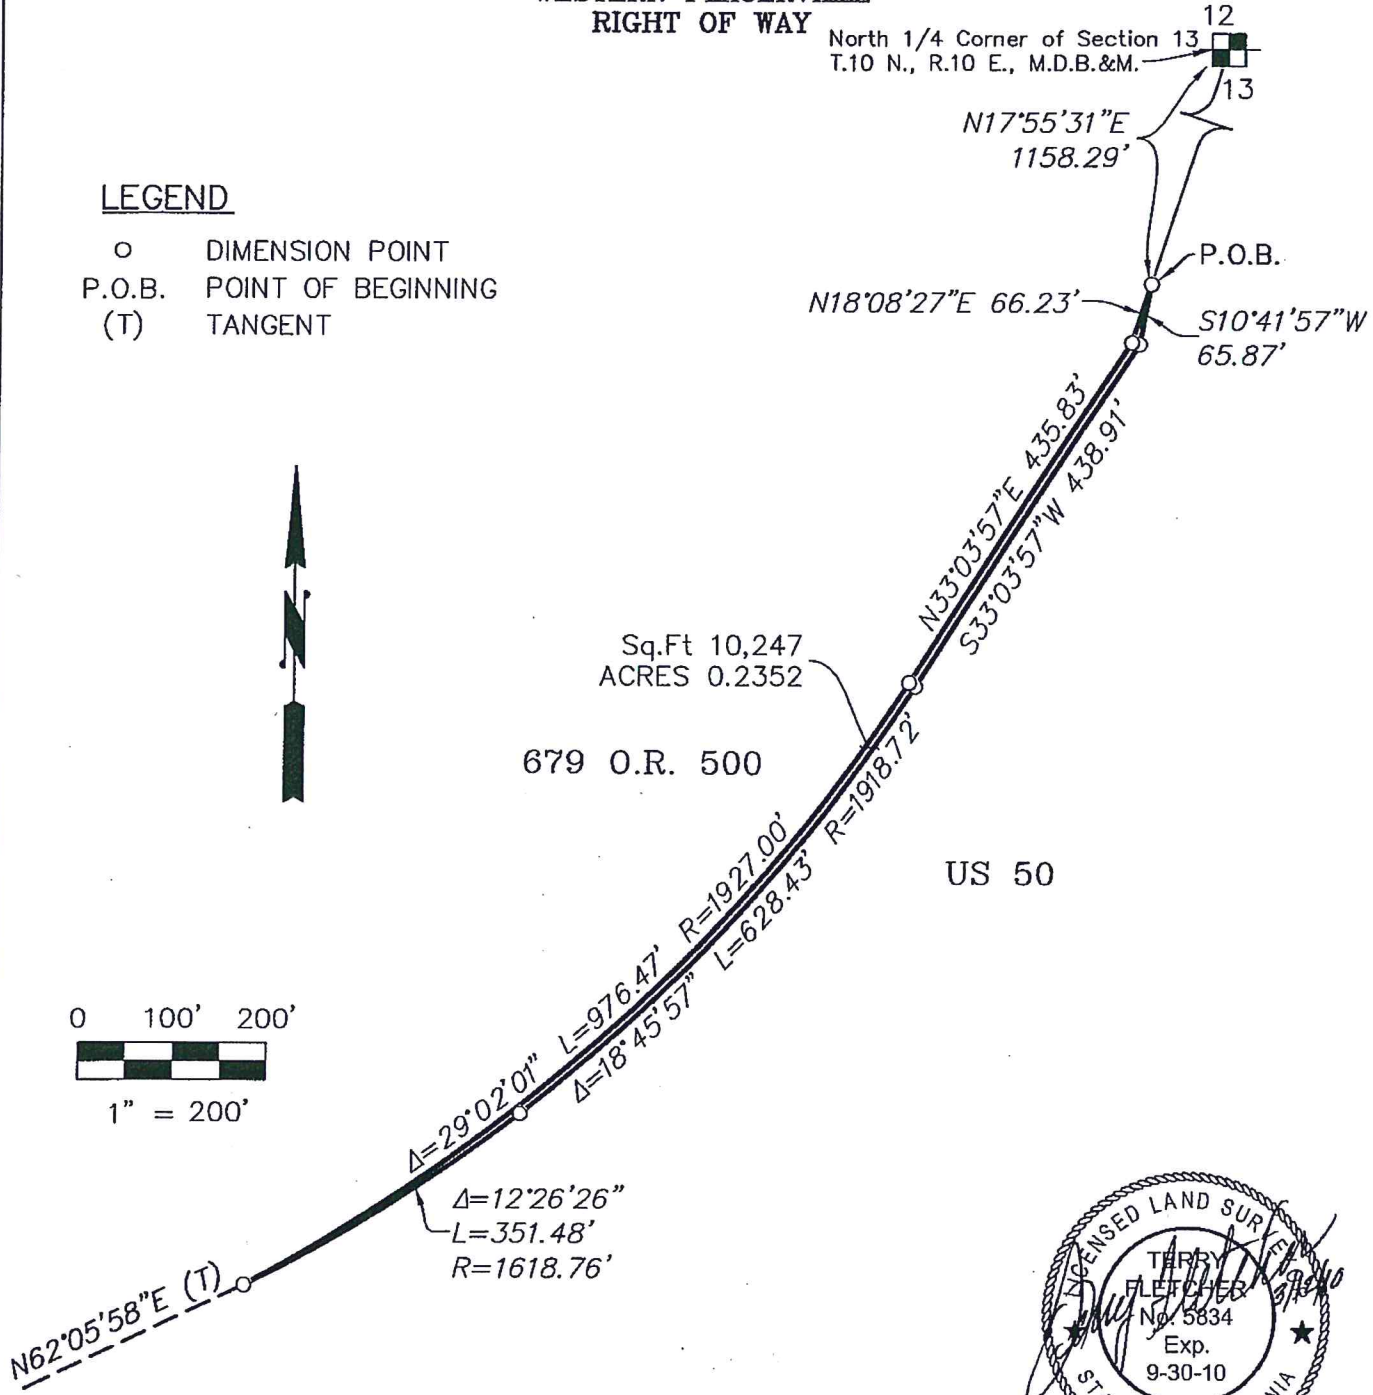 RIGHT OF WAY
12
North 1/4 Corner of Section 13
T.10 N., R.10 E., M.D.B.&M.
13
N17°55'31"E
1158.29'
LEGEND
O DIMENSION POINT
P.O.B. POINT OF BEGINNING
(T) TANGENT
P.O.B.
N18°08'27"E 66.23'
S10°41'57"W
65.87'
N33°03'57"E 435.83'
S33°03'57"W 438.91'
N
Sq.Ft 10,247
ACRES 0.2352
679 O.R. 500
US 50
Δ=29°02'01" L=976.47' R=1927.00'
Δ=18°45'57" L=628.43' R=1918.72'
0 100' 200'
1" = 200'
Δ=12°26'26"
L=351.48'
R=1618.76'
N62°05'58"E (T)
LICENSED LAND SURVEYOR
TERRY
FLETCHER
No. 5834
Exp.
9-30-10